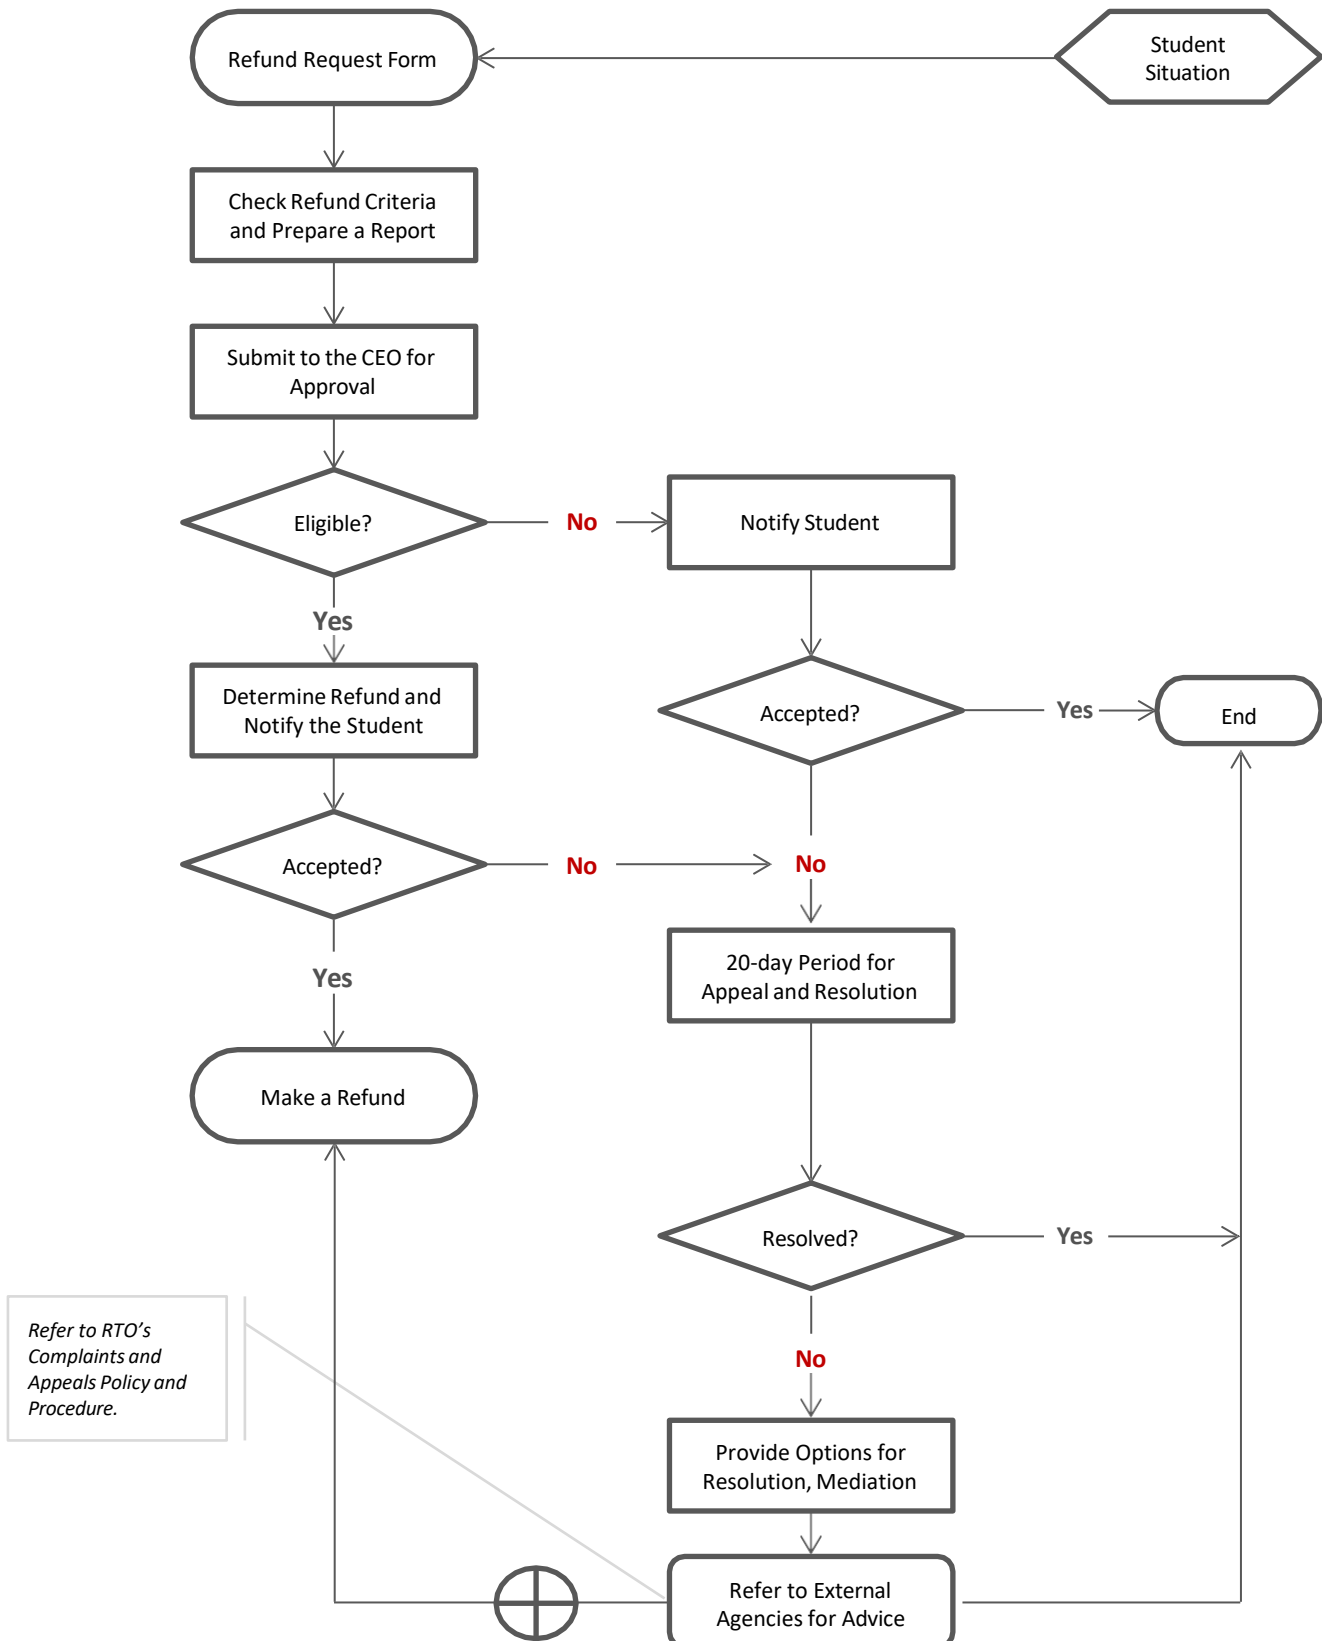 Refund Request Form
Student
Situation
Check Refund Criteria
and Prepare a Report
Submit to the CEO for
Approval
Eligible?
No
Notify Student
Yes
Determine Refund and
Notify the Student
Accepted?
Yes
End
Accepted?
No
No
20-day Period for
Appeal and Resolution
Yes
Make a Refund
Resolved?
Yes
Refer to RTO’s
Complaints and
Appeals Policy and
Procedure.
No
Provide Options for
Resolution, Mediation
Refer to External
Agencies for Advice